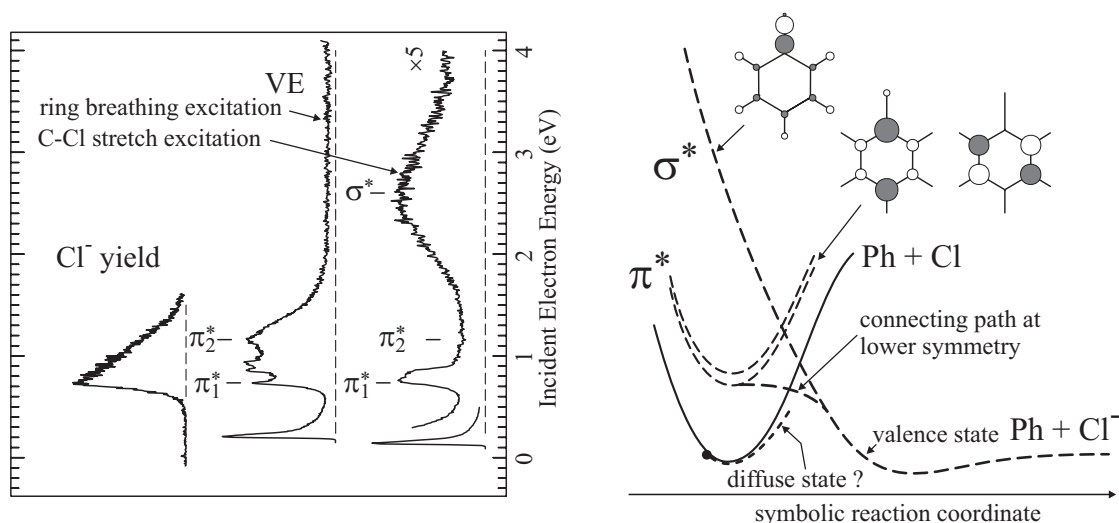 VE
×5
4
ring breathing excitation
C-Cl stretch excitation
3
σ*
Cl⁻ yield
2
π₂*
π₂*
1
π₁*
π₁*
0
Incident Electron Energy (eV)
σ*
π*
Ph + Cl
connecting path at
lower symmetry
valence state
Ph + Cl⁻
diffuse state ?
symbolic reaction coordinate